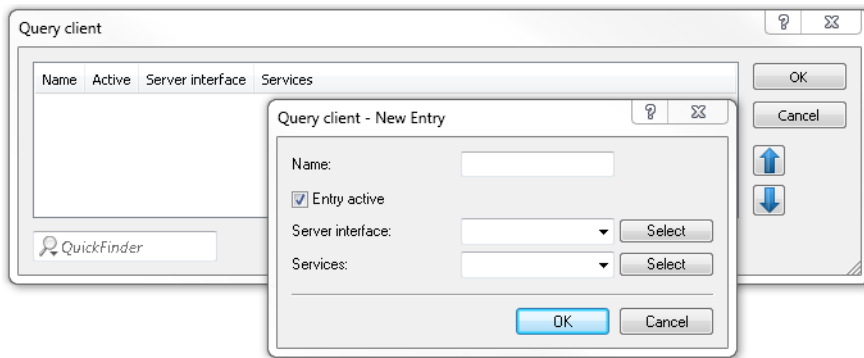 Query client
Name Active Server interface Services
OK
Cancel
QuickFinder
Query client - New Entry
Name:
Entry active
Server interface:
Select
Services:
Select
OK
Cancel